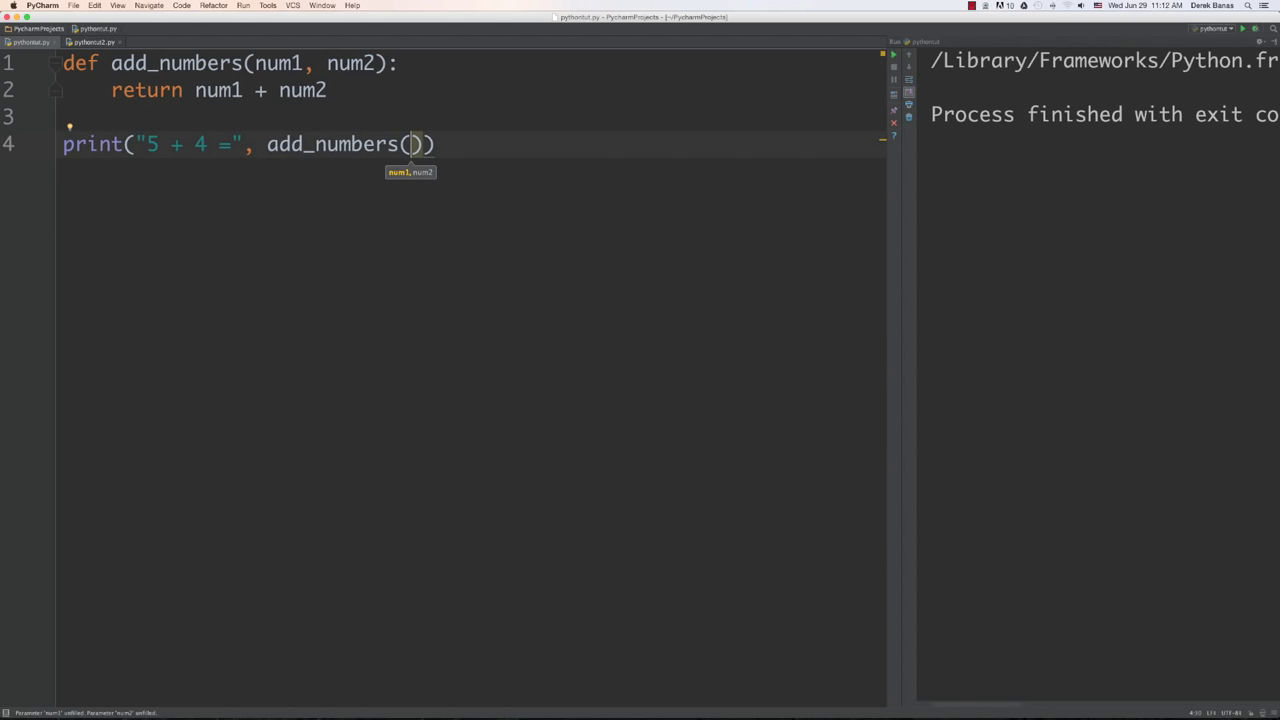 PyCharm File Edit View Navigate Code Refactor Run Tools VCS Window Help 10 Wed Jun 29 11:12 AM Derek Banas
pythontut.py - PyCharmProjects - [~/PycharmProjects]
PycharmProjects pythontut.py pythontut
pythontut.py pythontut2.py Run pythontut
1 def add_numbers(num1, num2):
2 return num1 + num2
3
4 print("5 + 4 =", add_numbers())
num1, num2
/Library/Frameworks/Python.fr
Process finished with exit co
?
Parameter 'num1' unfilled. Parameter 'num2' unfilled. 4:30 LF÷ UTF-8÷